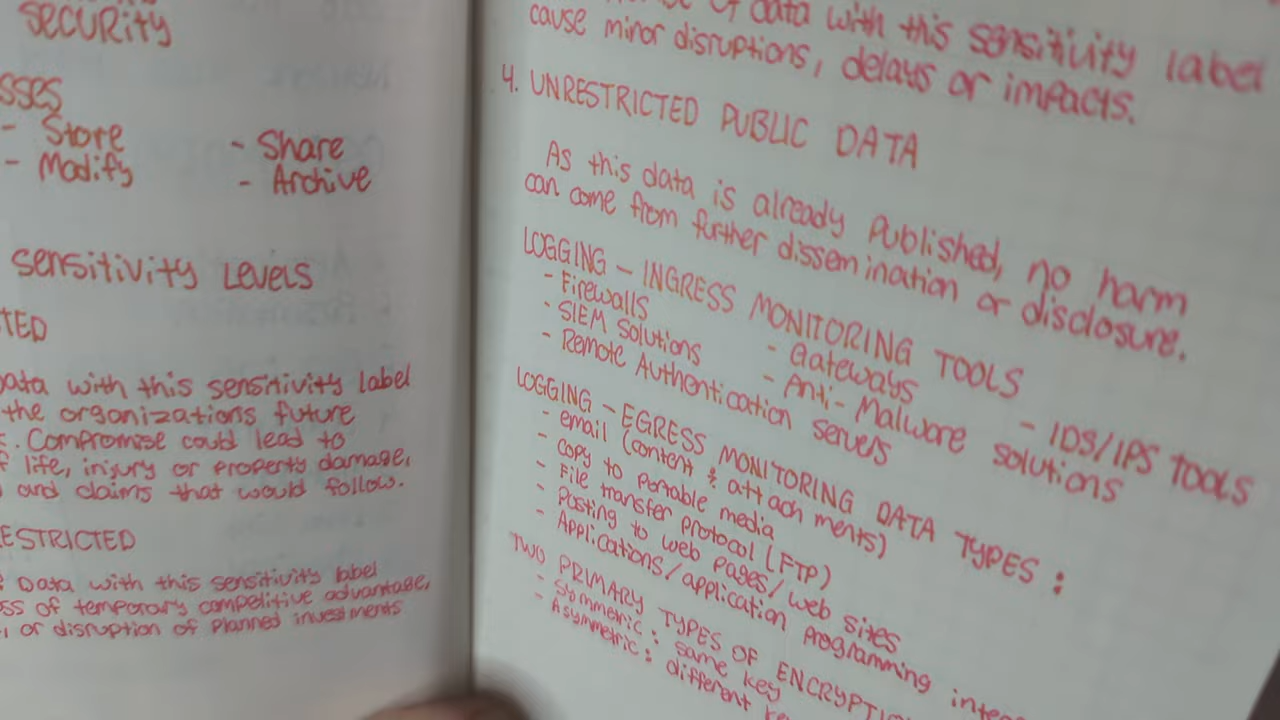 SECURITY
- Store - Share
- Modify - Archive
SENSITIVITY LEVELS
Data with this sensitivity label
the organizations future
Compromise could lead to
life, injury or property damage,
and claims that would follow.
Data with this sensitivity label
of temporary competitive advantage,
or disruption of planned investments
of data with this sensitivity label
cause minor disruptions, delays or impacts.
4. UNRESTRICTED PUBLIC DATA
As this data is already published, no harm
can come from further dissemination or disclosure.
LOGGING - INGRESS MONITORING TOOLS
- Firewalls - Gateways - IDS/IPS TOOLS
- SIEM Solutions - Anti-Malware solutions
- Remote Authentication servers
LOGGING - EGRESS MONITORING DATA TYPES:
- email (content & attachments)
- copy to portable media
- File transfer protocol (FTP)
- Posting to web pages/web sites
- Applications/application programming
TWO PRIMARY TYPES OF
- Symmetric: same key
- Asymmetric: different